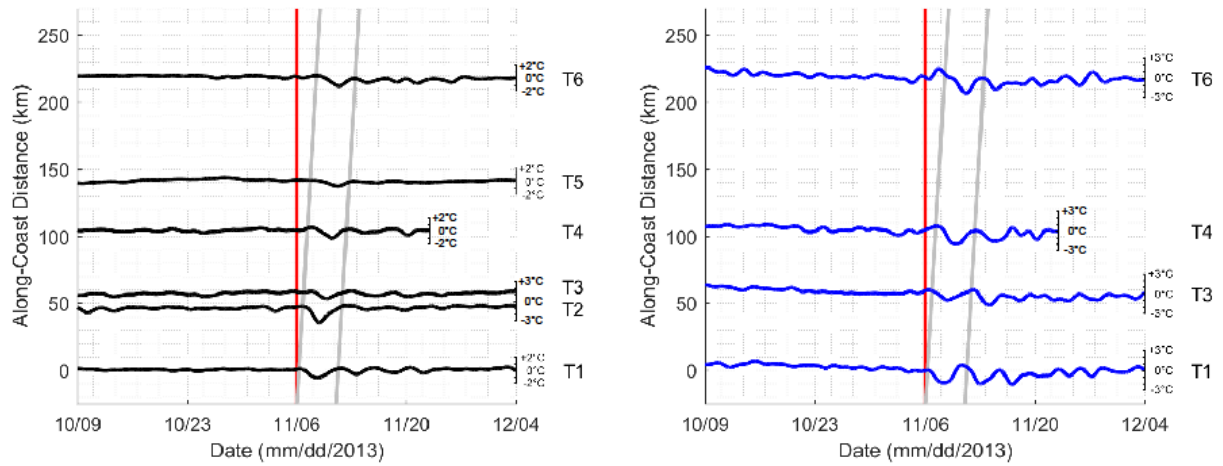 250
200
150
100
50
0
Along-Coast Distance (km)
+2°C
0°C
-2°C
T6
+2°C
0°C
-2°C
T5
+2°C
0°C
-2°C
T4
+3°C
0°C
-3°C
T3
T2
+2°C
0°C
-2°C
T1
10/09 10/23 11/06 11/20 12/04
Date (mm/dd/2013)
250
200
150
100
50
0
Along-Coast Distance (km)
+3°C
0°C
-3°C
T6
+3°C
0°C
-3°C
T4
+3°C
0°C
-3°C
T3
+3°C
0°C
-3°C
T1
10/09 10/23 11/06 11/20 12/04
Date (mm/dd/2013)